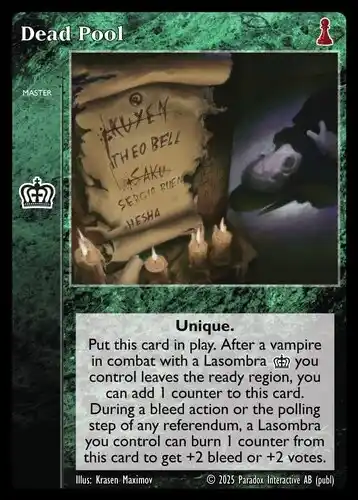 Dead Pool
MASTER
KUYEN
THEO BELL
SAKU
SERGIO RUEN
HESHA
Unique.
Put this card in play. After a vampire
in combat with a Lasombra you
control leaves the ready region, you
can add 1 counter to this card.
During a bleed action or the polling
step of any referendum, a Lasombra
you control can burn 1 counter from
this card to get +2 bleed or +2 votes.
Illus: Krasen Maximov
© 2025 Paradox Interactive AB (publ)